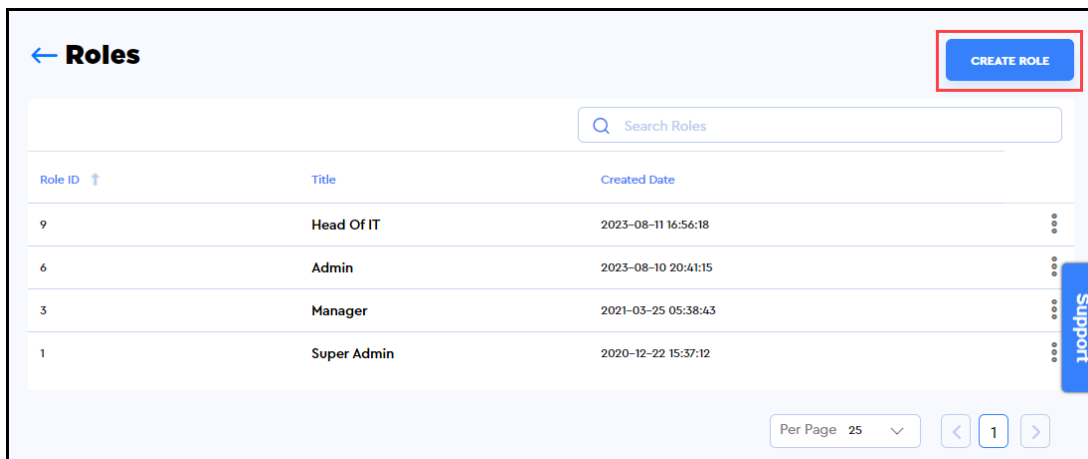 ← Roles
CREATE ROLE
Search Roles
Role ID ↑ Title Created Date
9 Head Of IT 2023-08-11 16:56:18
6 Admin 2023-08-10 20:41:15
3 Manager 2021-03-25 05:38:43
1 Super Admin 2020-12-22 15:37:12
Support
Per Page 25 < 1 >